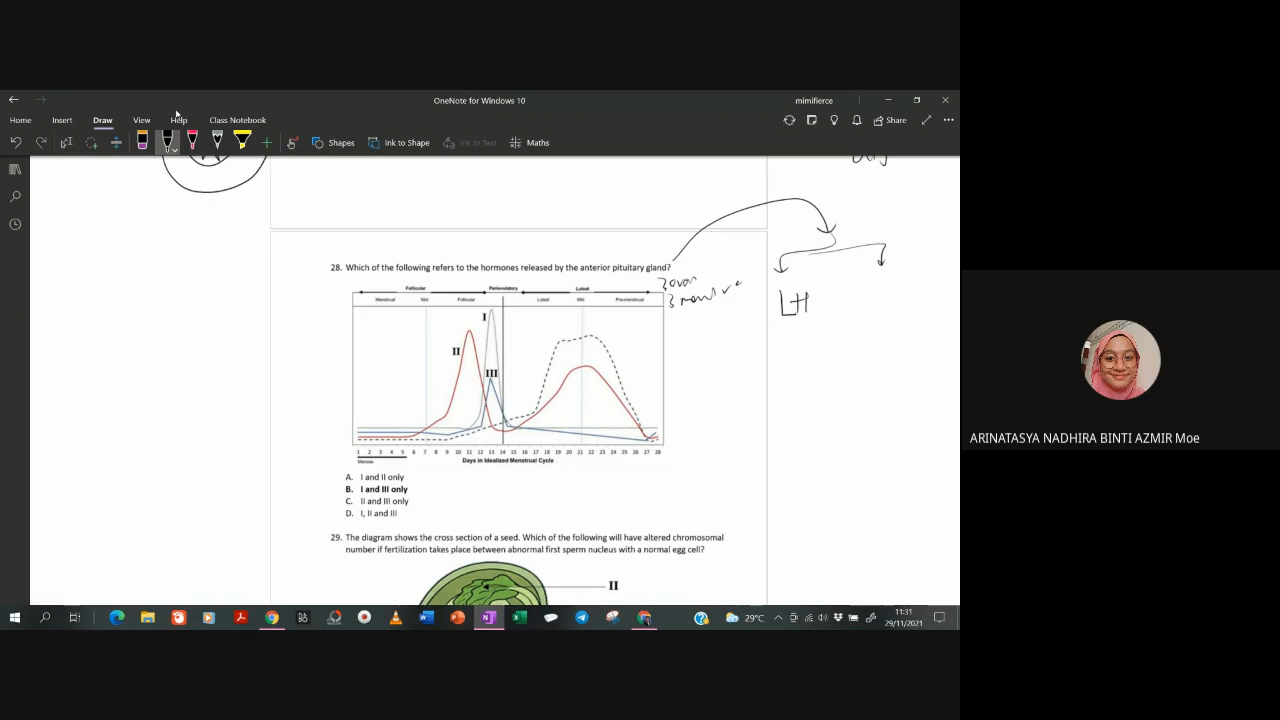 OneNote for Windows 10
mimifierce
Home Insert Draw View Help Class Notebook
Share
Shapes Ink to Shape Ink to Text Maths
28. Which of the following refers to the hormones released by the anterior pituitary gland?
Follicular Periovulatory Luteal
Menstrual Mid Follicular Luteal Mid Pre-menstrual
LH
I
II
III
1 2 3 4 5 6 7 8 9 10 11 12 13 14 15 16 17 18 19 20 21 22 23 24 25 26 27 28
Menses
Days in Idealized Menstrual Cycle
A. I and II only
B. I and III only
C. II and III only
D. I, II and III
29. The diagram shows the cross section of a seed. Which of the following will have altered chromosomal
number if fertilization takes place between abnormal first sperm nucleus with a normal egg cell?
II
ARINATASYA NADHIRA BINTI AZMIR Moe
29°C
11:31
29/11/2021